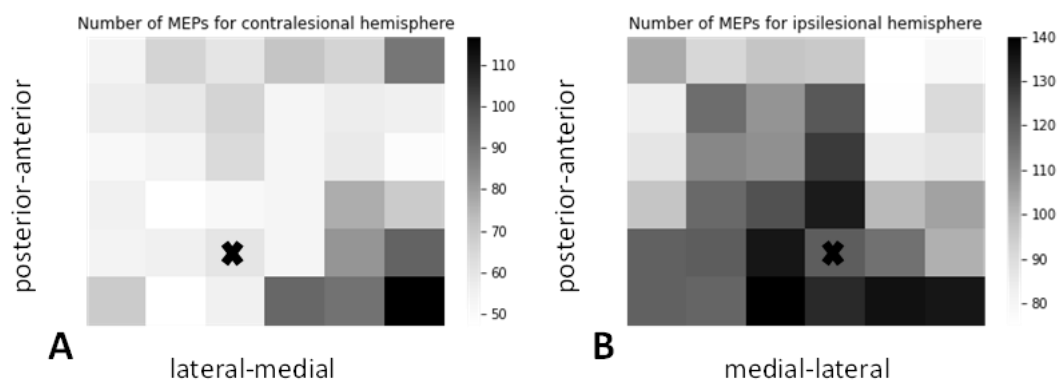 Number of MEPs for contralesional hemisphere
posterior-anterior
110
100
90
80
70
60
50
A
lateral-medial
Number of MEPs for ipsilesional hemisphere
posterior-anterior
140
130
120
110
100
90
80
B
medial-lateral